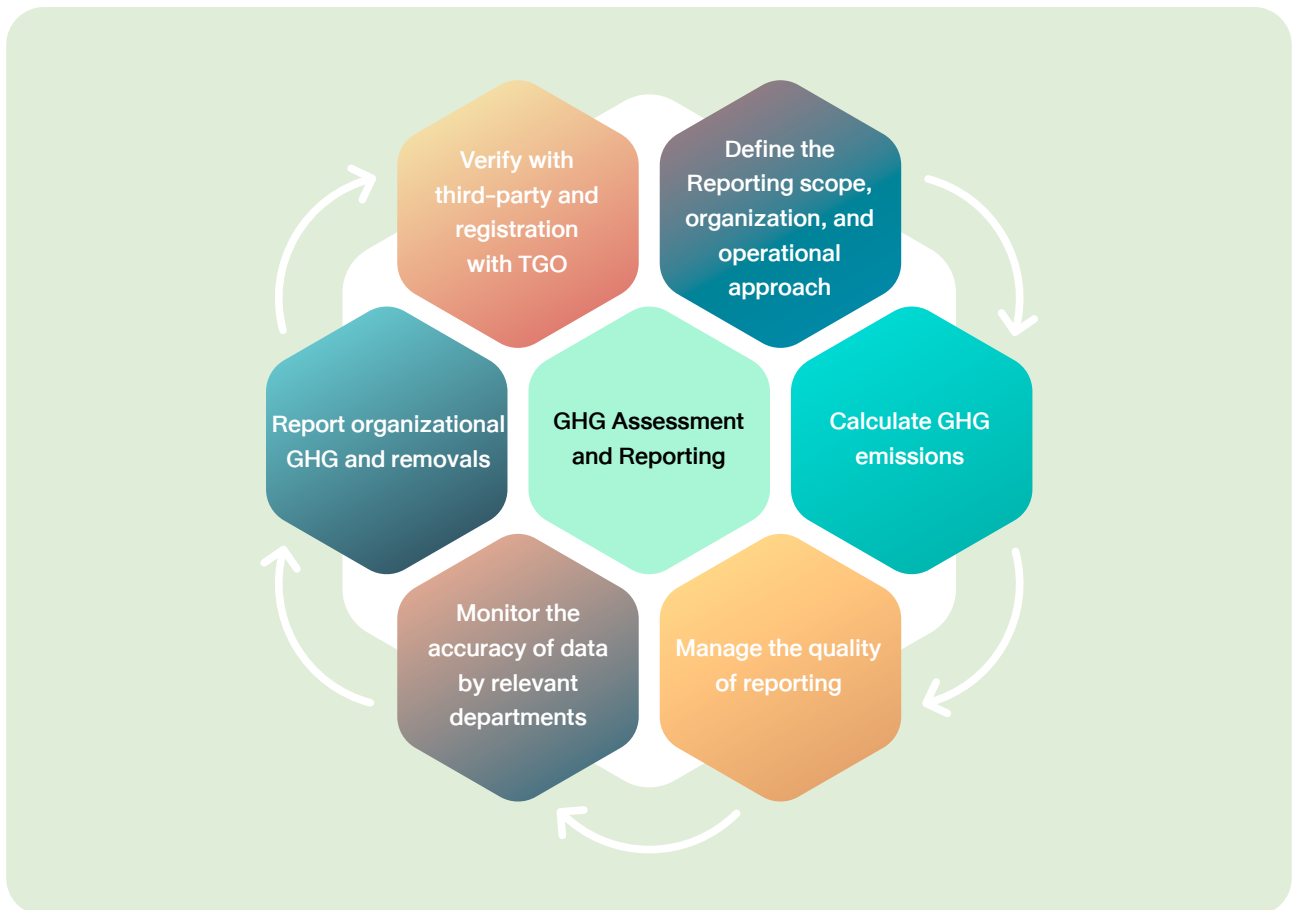 Verify with
third-party and
registration
with TGO
Define the
Reporting scope,
organization, and
operational
approach
Report organizational
GHG and removals
GHG Assessment
and Reporting
Calculate GHG
emissions
Monitor the
accuracy of data
by relevant
departments
Manage the quality
of reporting